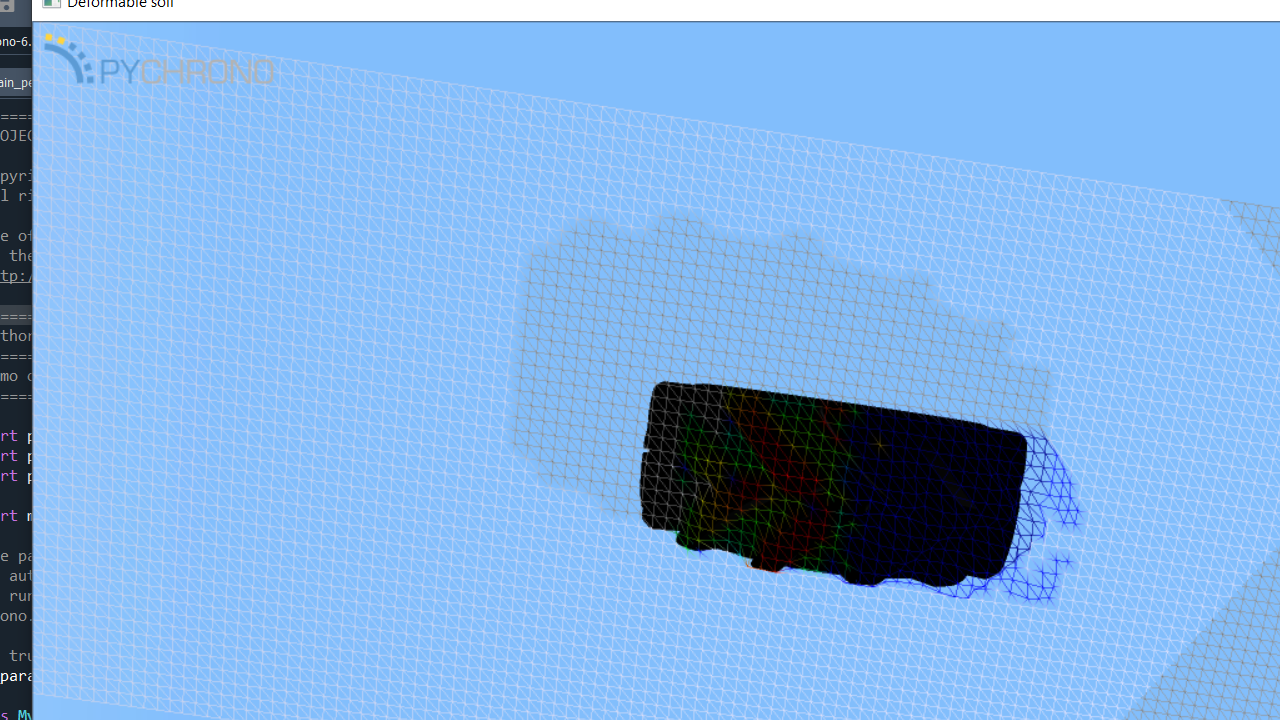 Deformable soil
PYCHRONO
ono-6.
ain_pe
====
OJEC
pyri
l ri
e of
the
tp:/
====
thor
====
mo d
====
rt p
rt p
rt p
rt m
e pa
aut
run
ono.
tru
para
s My